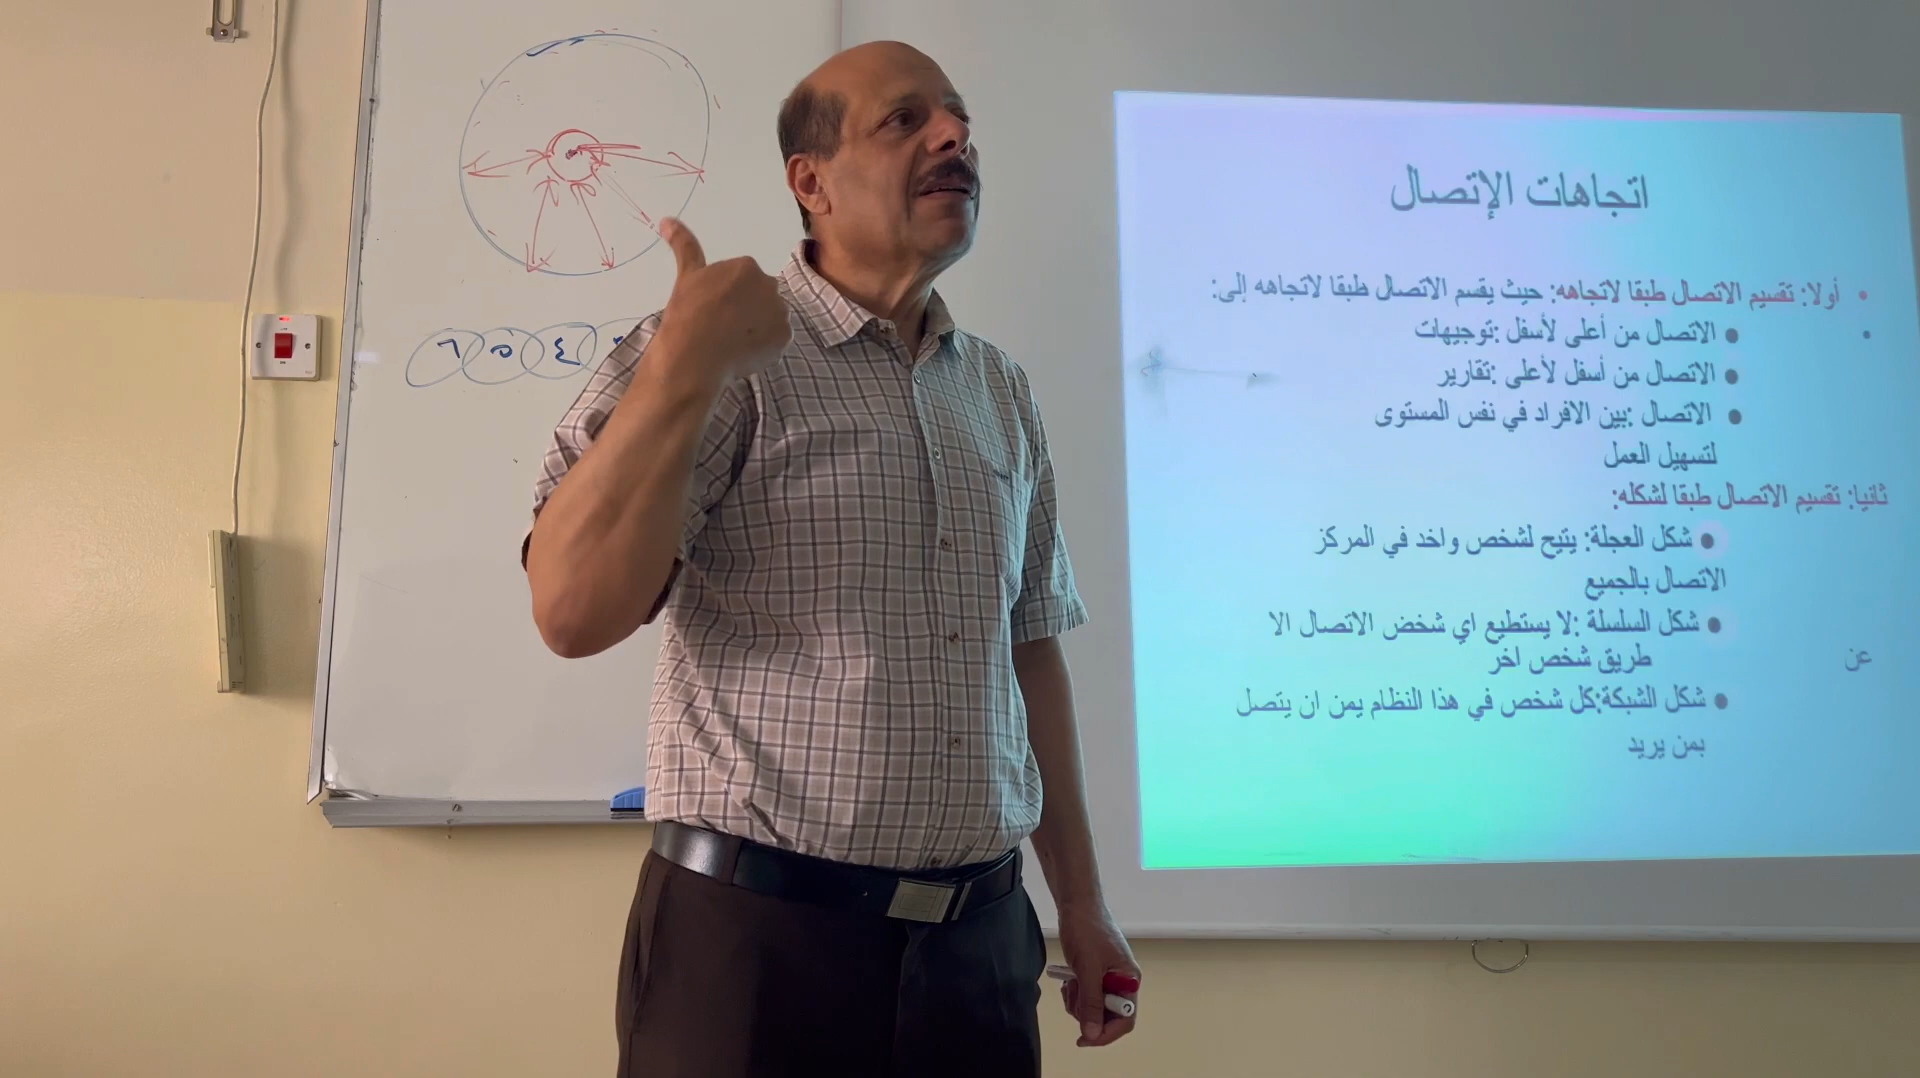 اتجاهات الإتصال
أولا: تقسيم الاتصال طبقا لاتجاهه: حيث يقسم الاتصال طبقا لاتجاهه إلى:
الاتصال من أعلى لأسفل :توجيهات
الاتصال من أسفل لأعلى :تقارير
الاتصال :بين الافراد في نفس المستوى
لتسهيل العمل
ثانيا: تقسيم الاتصال طبقا لشكله:
شكل العجلة: يتيح لشخص واخد في المركز
الاتصال بالجميع
شكل السلسلة :لا يستطيع اي شخض الاتصال الا
عن طريق شخص اخر
شكل الشبكة:كل شخص في هذا النظام يمن ان يتصل
بمن يريد
٦ ٥ ٤